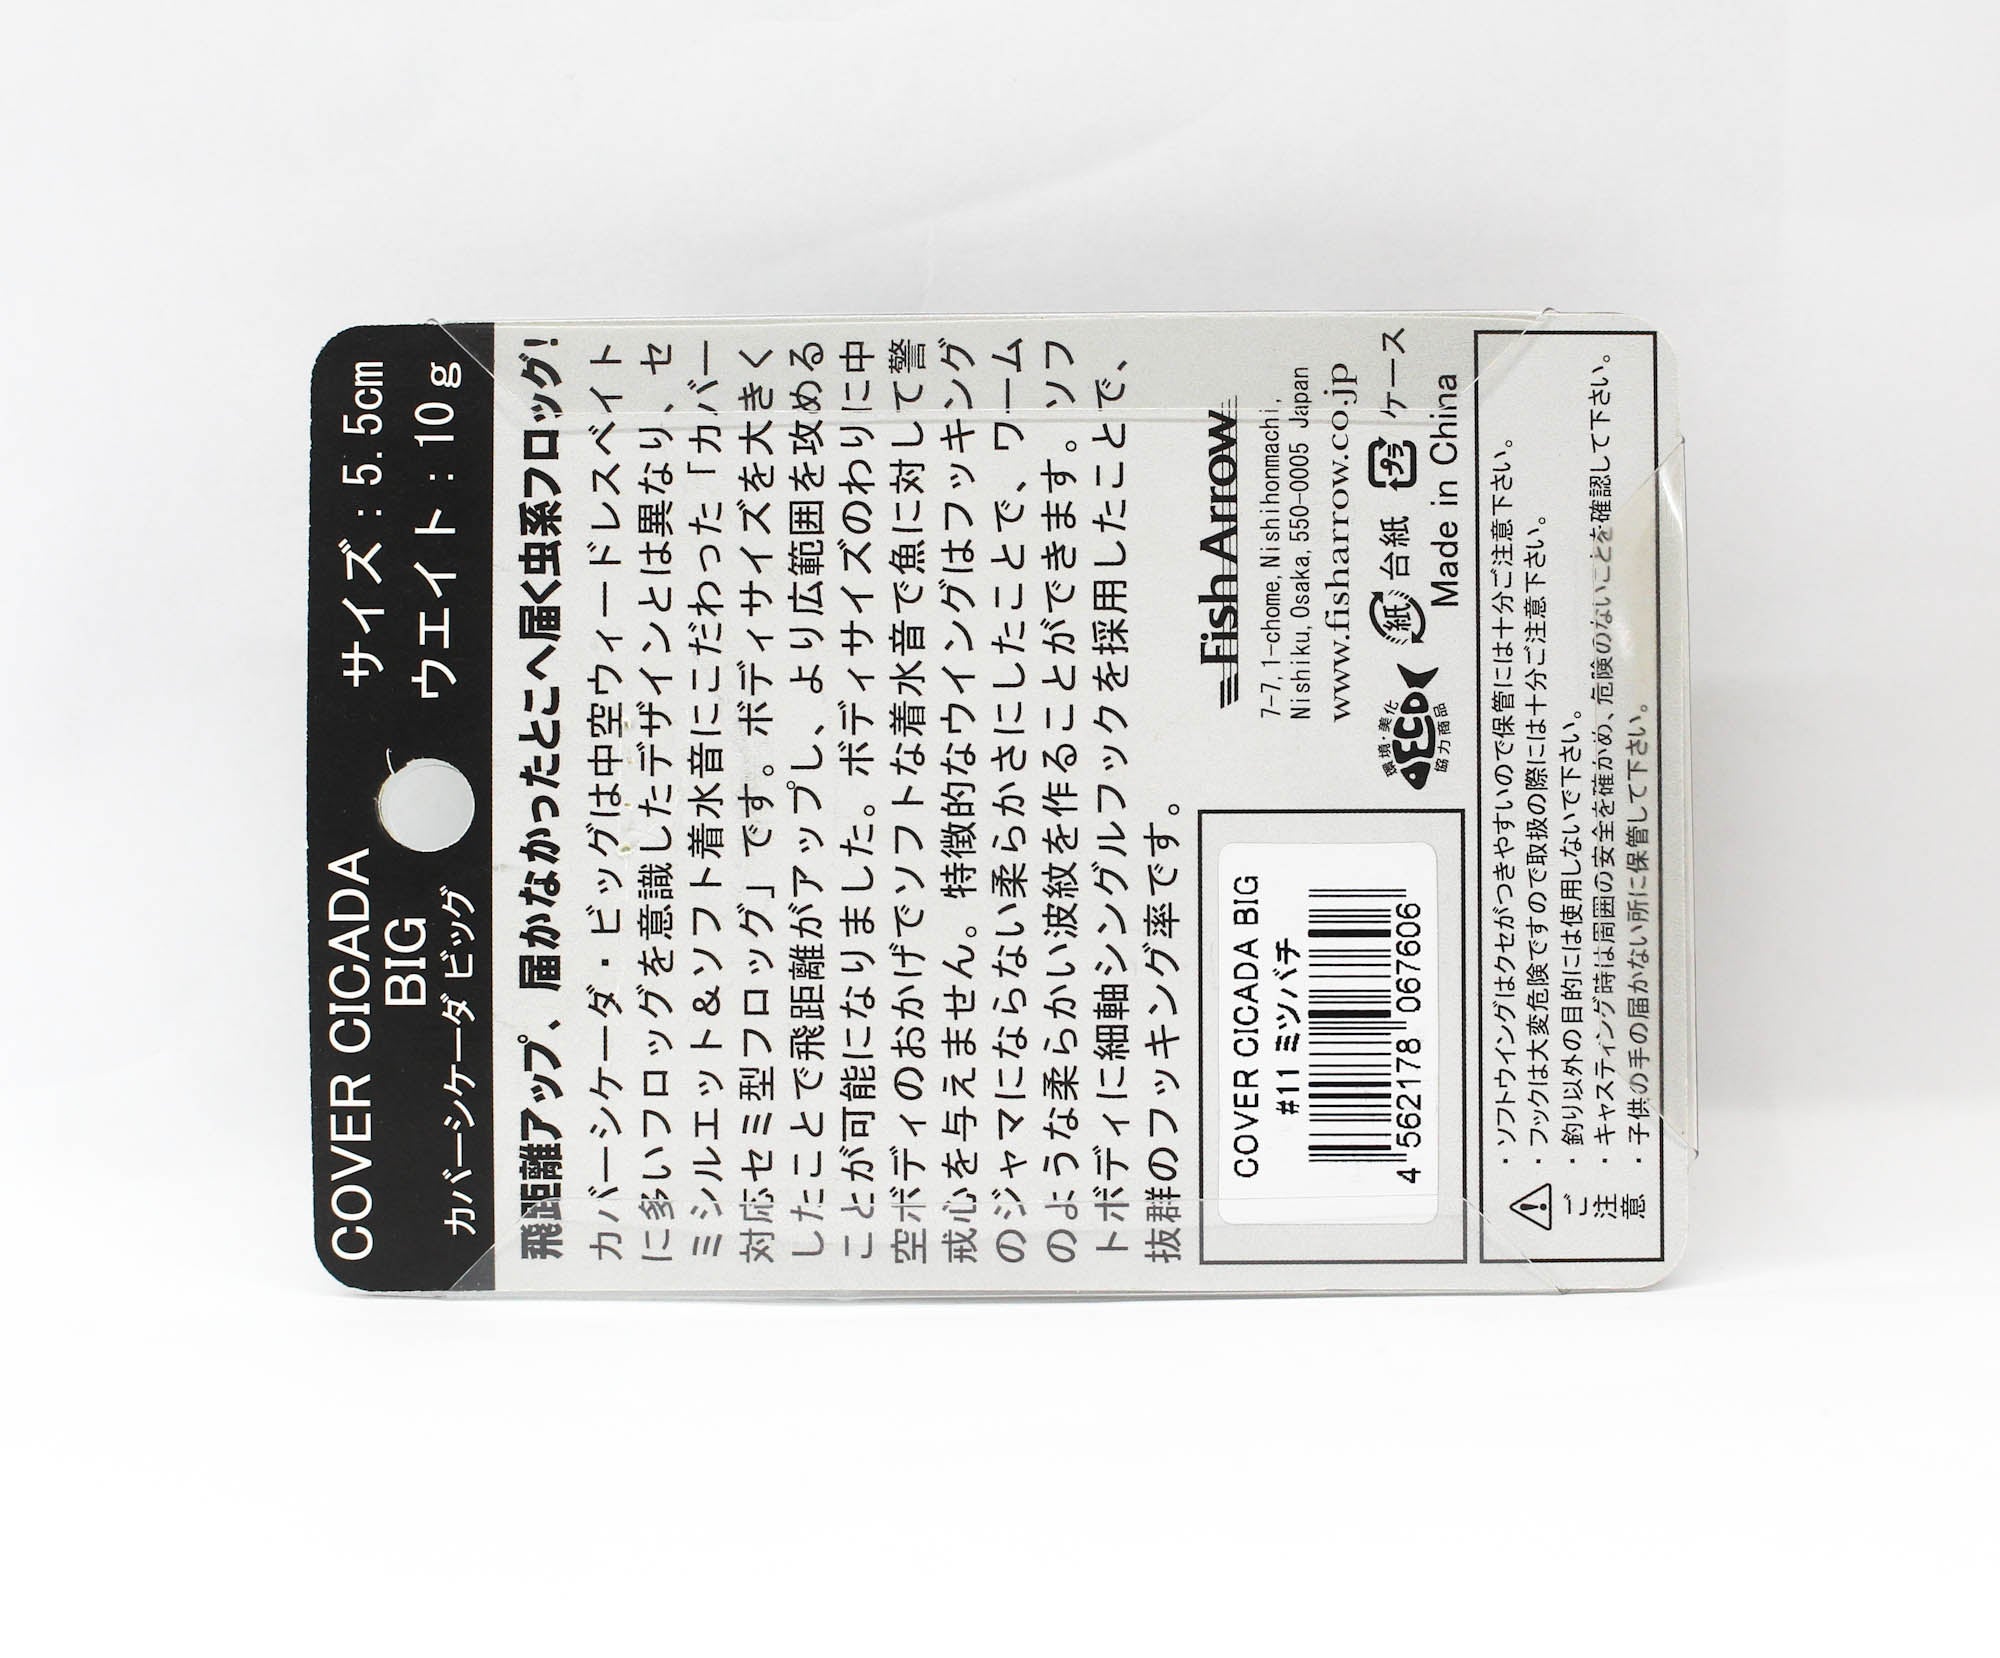 COVER CICADA
BIG
カバーシケーダ ビッグ
サイズ：5.5cm
ウエイト：10g
飛距離アップ、届かなかったとこへ届く虫系フロッグ！
カバーシケーダ・ビッグは中空ウィードレスベイト
に多いフロッグを意識したデザインとは異なり、セ
ミシルエット＆ソフト着水音にこだわった「カバー
対応セミ型フロッグ」です。ボディサイズを大きく
したことで飛距離がアップし、より広範囲を攻める
ことが可能になりました。ボディサイズのわりに中
空ボディのおかげでソフトな着水音で魚に対して警
戒心を与えません。特徴的なウイングはフッキング
のジャマにならない柔らかさにしたことで、ワーム
のような柔らかい波紋を作ることができます。ソフ
トボディに細軸シングルフックを採用したことで、
抜群のフッキング率です。
COVER CICADA BIG
#11 ミツバチ
4 562178 067606
FishArrow
7-7,1-chome,Nishihonmachi,
Nishiku,Osaka,550-0005 Japan
www.fisharrow.co.jp
環境・美化
ECO
協力商品
紙 台紙 プラ ケース
Made in China
ご注意
・ソフトウイングはクセがつきやすいので保管には十分ご注意下さい。
・フックは大変危険ですので取扱の際には十分ご注意下さい。
・釣り以外の目的には使用しないで下さい。
・キャスティング時は周囲の安全を確かめ、危険のないことを確認して下さい。
・子供の手の届かない所に保管して下さい。